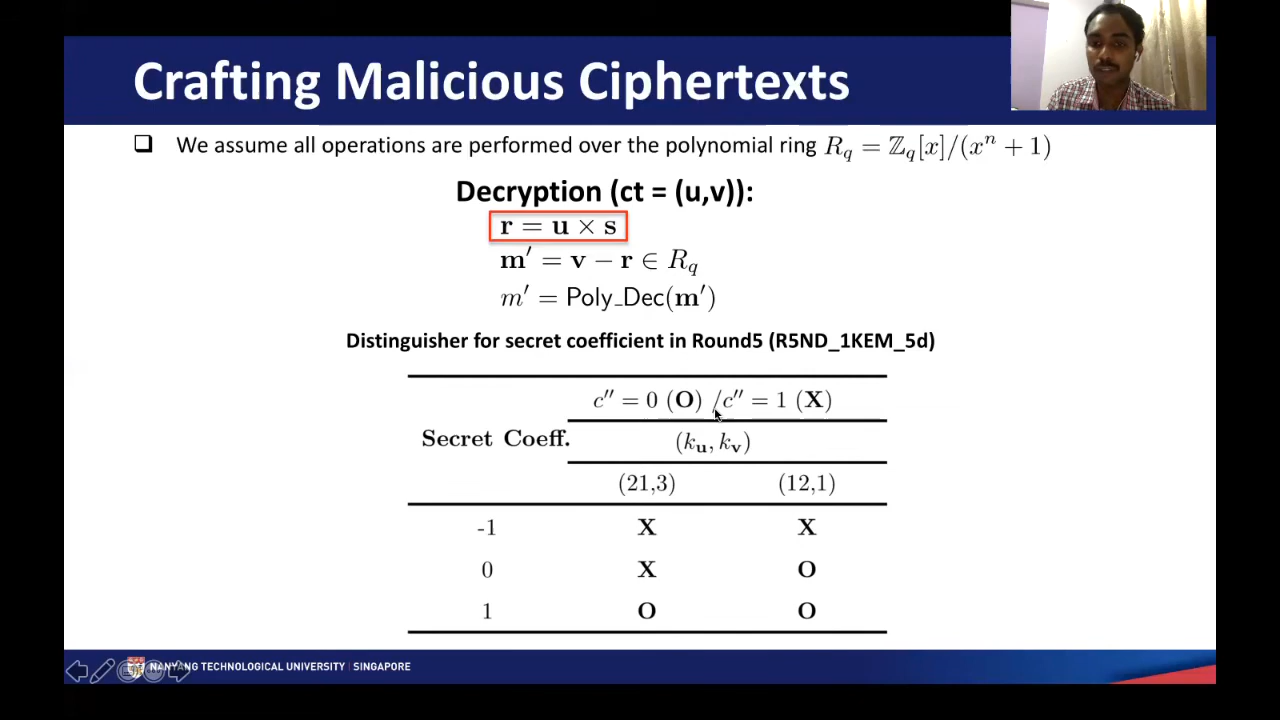 Crafting Malicious Ciphertexts
We assume all operations are performed over the polynomial ring R_q = ℤ_q[x]/(x^n + 1)
Decryption (ct = (u,v)):
r = u × s
m′ = v − r ∈ R_q
m′ = Poly_Dec(m′)
Distinguisher for secret coefficient in Round5 (R5ND_1KEM_5d)
c″ = 0 (O) /c″ = 1 (X)
Secret Coeff.
(k_u, k_v)
(21,3) (12,1)
-1 X X
0 X O
1 O O
NANYANG TECHNOLOGICAL UNIVERSITY | SINGAPORE